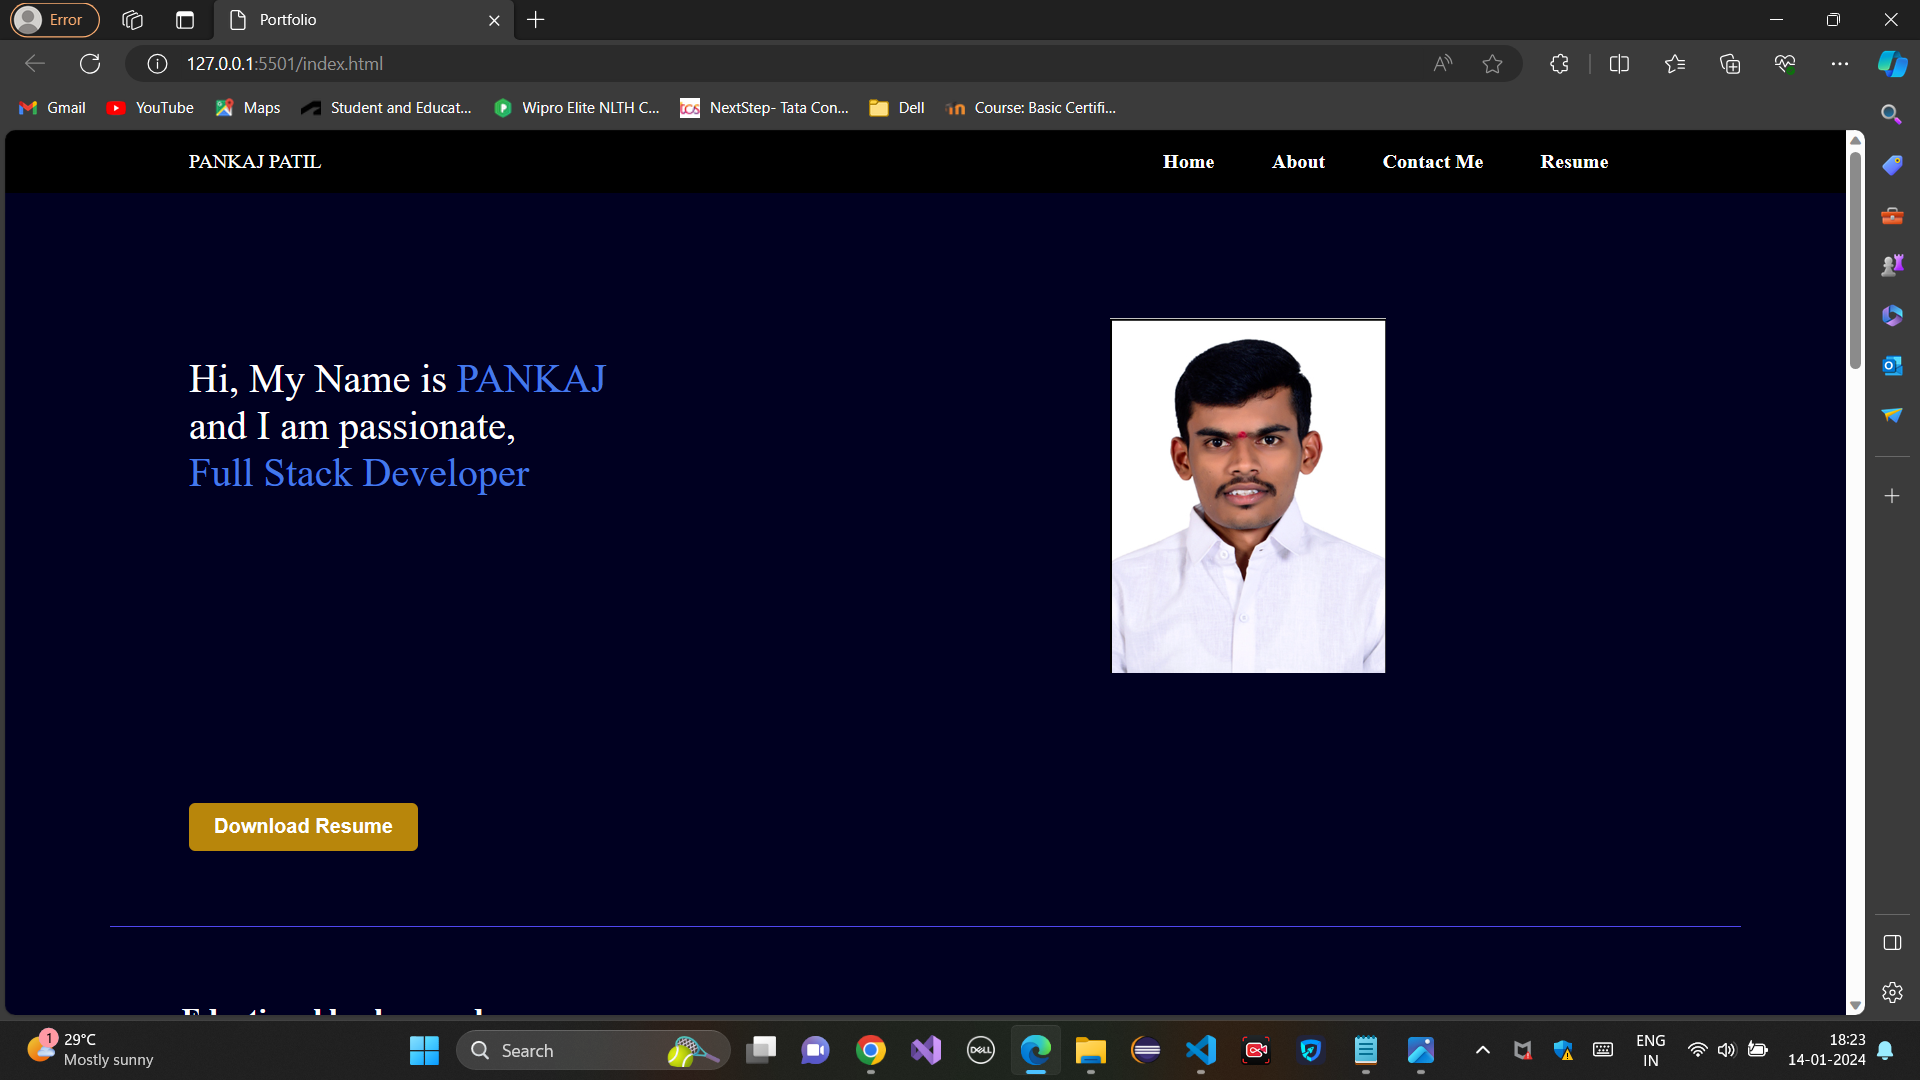 Error
Portfolio
127.0.0.1:5501/index.html
Gmail
YouTube
Maps
Student and Educat...
Wipro Elite NLTH C...
NextStep- Tata Con...
Dell
Course: Basic Certifi...
PANKAJ PATIL
Home
About
Contact Me
Resume
Hi, My Name is PANKAJ
and I am passionate,
Full Stack Developer
Download Resume
1
29°C
Mostly sunny
Search
DELL
ENG
IN
18:23
14-01-2024